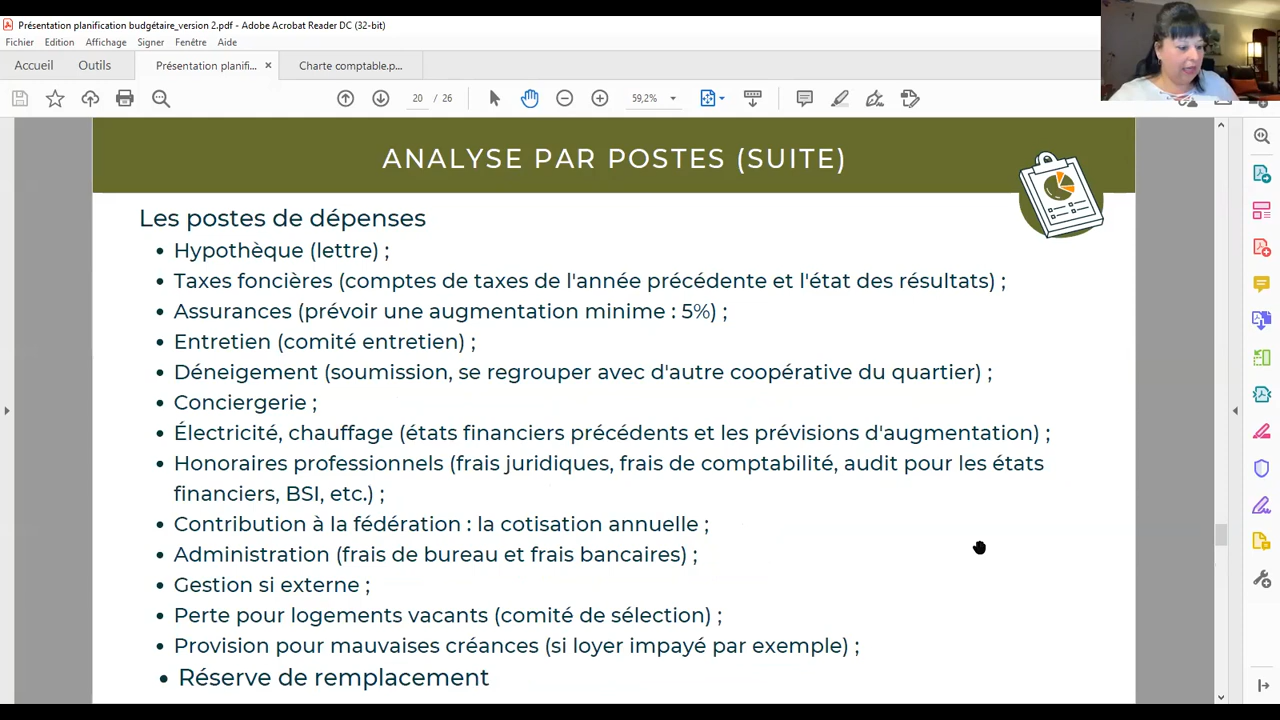 Présentation planification budgétaire_version 2.pdf - Adobe Acrobat Reader DC (32-bit)
Fichier Edition Affichage Signer Fenêtre Aide
Accueil Outils Présentation planifi... × Charte comptable.p...
20 / 26 59,2%
ANALYSE PAR POSTES (SUITE)
Les postes de dépenses
• Hypothèque (lettre) ;
• Taxes foncières (comptes de taxes de l'année précédente et l'état des résultats) ;
• Assurances (prévoir une augmentation minime : 5%) ;
• Entretien (comité entretien) ;
• Déneigement (soumission, se regrouper avec d'autre coopérative du quartier) ;
• Conciergerie ;
• Électricité, chauffage (états financiers précédents et les prévisions d'augmentation) ;
• Honoraires professionnels (frais juridiques, frais de comptabilité, audit pour les états
financiers, BSI, etc.) ;
• Contribution à la fédération : la cotisation annuelle ;
• Administration (frais de bureau et frais bancaires) ;
• Gestion si externe ;
• Perte pour logements vacants (comité de sélection) ;
• Provision pour mauvaises créances (si loyer impayé par exemple) ;
• Réserve de remplacement